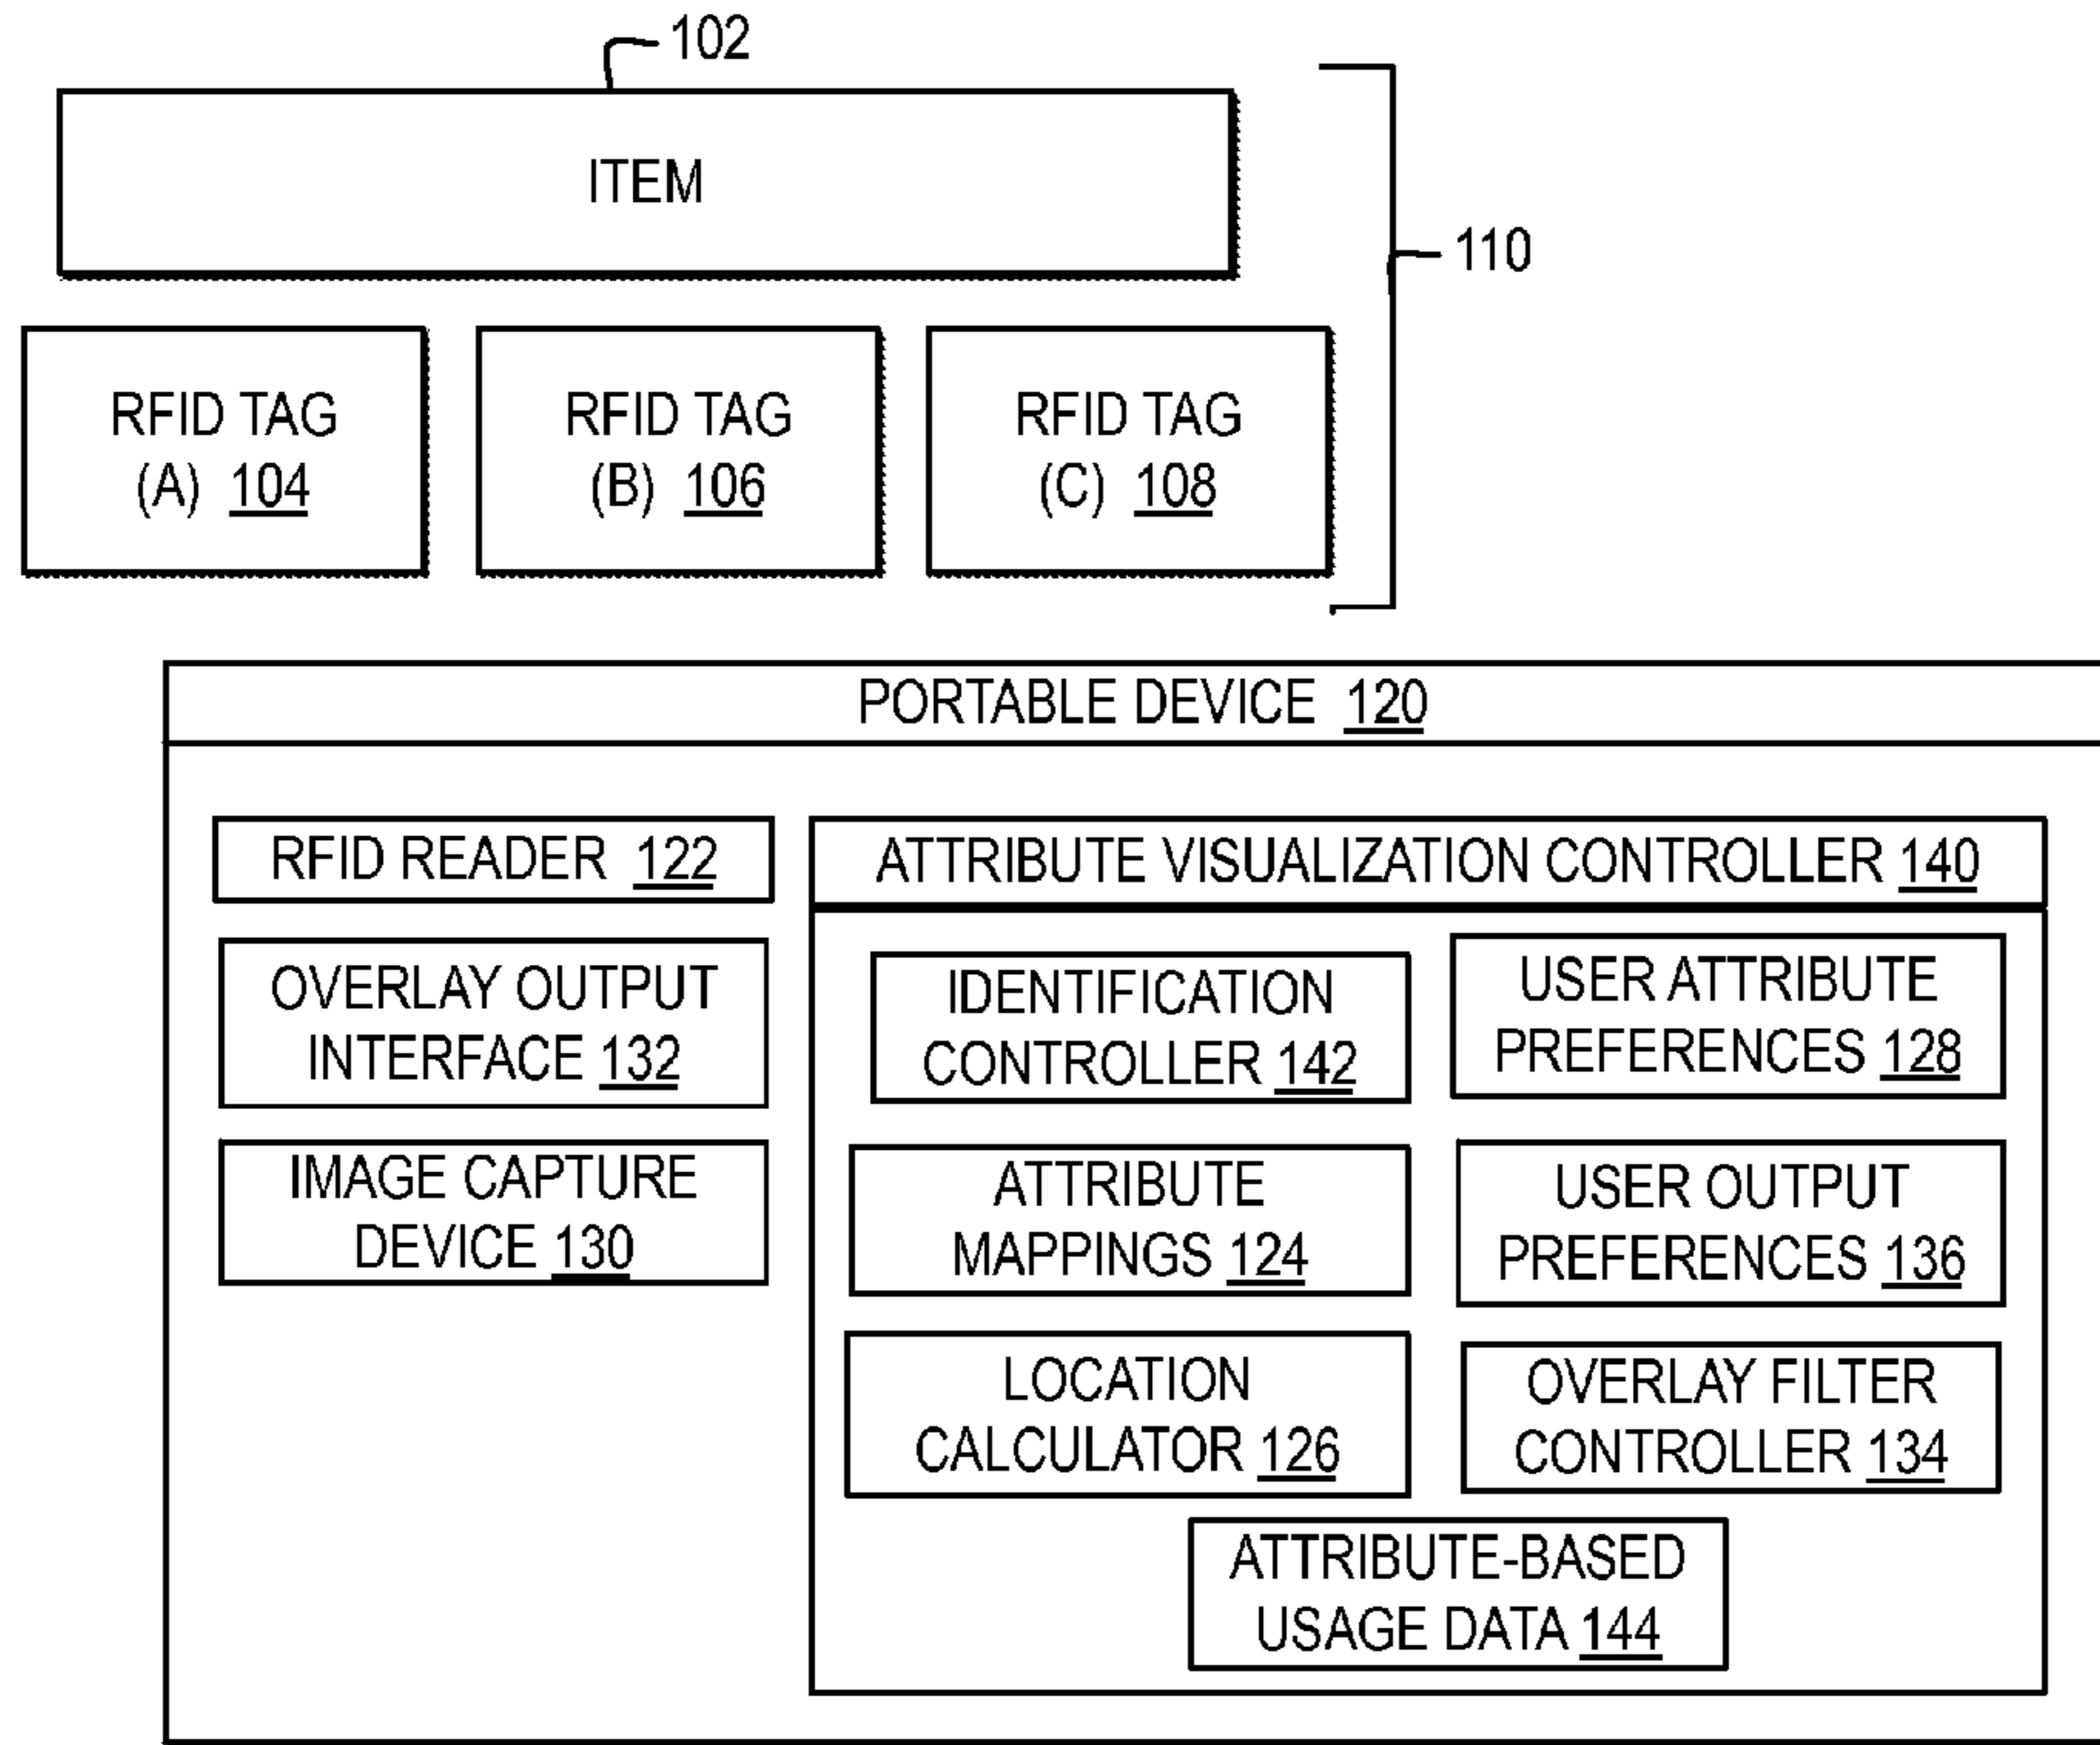 102
ITEM
110
RFID TAG
(A) 104
RFID TAG
(B) 106
RFID TAG
(C) 108
PORTABLE DEVICE 120
RFID READER 122
OVERLAY OUTPUT
INTERFACE 132
IMAGE CAPTURE
DEVICE 130
ATTRIBUTE VISUALIZATION CONTROLLER 140
IDENTIFICATION
CONTROLLER 142
USER ATTRIBUTE
PREFERENCES 128
ATTRIBUTE
MAPPINGS 124
USER OUTPUT
PREFERENCES 136
LOCATION
CALCULATOR 126
OVERLAY FILTER
CONTROLLER 134
ATTRIBUTE-BASED
USAGE DATA 144